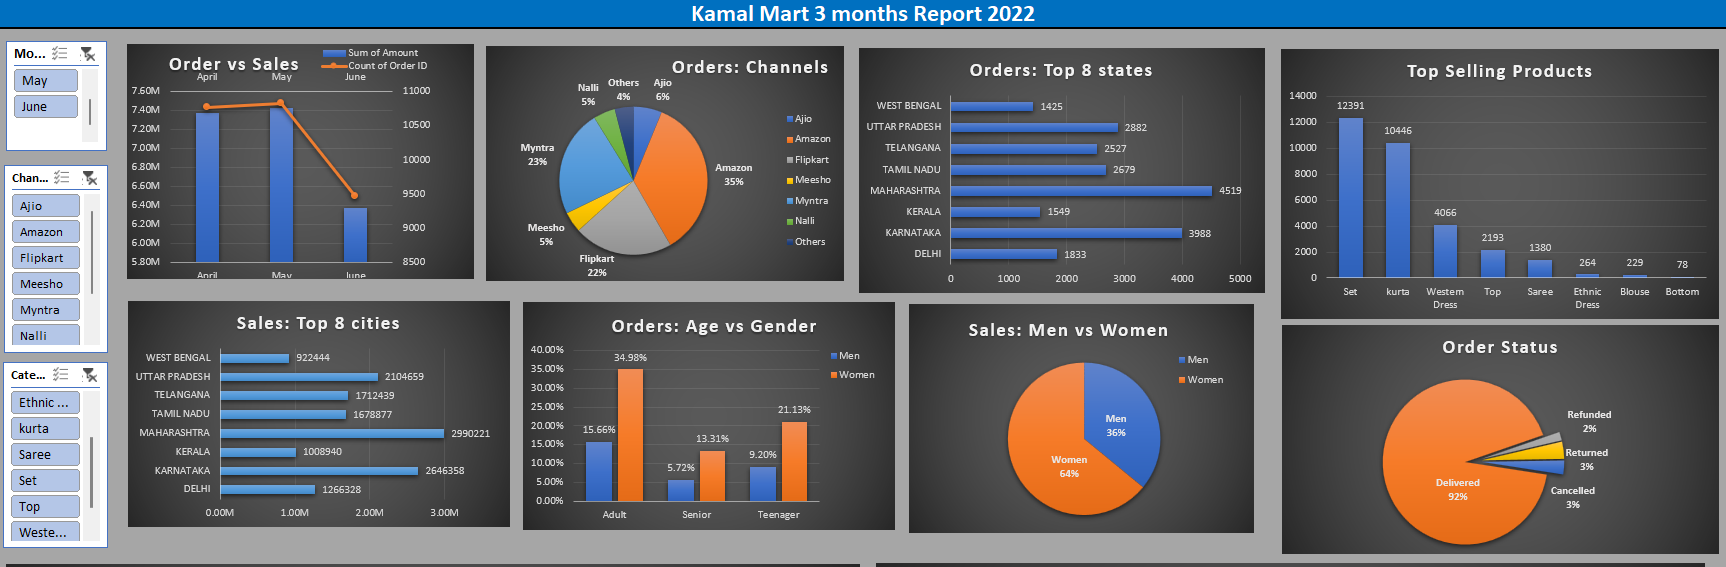 Kamal Mart 3 months Report 2022
Mo...
May
June
Chan...
Ajio
Amazon
Flipkart
Meesho
Myntra
Nalli
Cate...
Ethnic ...
kurta
Saree
Set
Top
Weste...
Order vs Sales
Sum of Amount
Count of Order ID
April May June
7.60M
7.40M
7.20M
7.00M
6.80M
6.60M
6.40M
6.20M
6.00M
5.80M
11000
10500
10000
9500
9000
8500
April May June
Orders: Channels
Nalli
5%
Others
4%
Ajio
6%
Myntra
23%
Amazon
35%
Meesho
5%
Flipkart
22%
Ajio
Amazon
Flipkart
Meesho
Myntra
Nalli
Others
Orders: Top 8 states
WEST BENGAL 1425
UTTAR PRADESH 2882
TELANGANA 2527
TAMIL NADU 2679
MAHARASHTRA 4519
KERALA 1549
KARNATAKA 3988
DELHI 1833
0 1000 2000 3000 4000 5000
Top Selling Products
14000
12000
10000
8000
6000
4000
2000
0
12391
10446
4066
2193
1380
264
229
78
Set kurta Western Top Saree Ethnic Blouse Bottom
Dress Dress
Sales: Top 8 cities
WEST BENGAL 922444
UTTAR PRADESH 2104659
TELANGANA 1712439
TAMIL NADU 1678877
MAHARASHTRA 2990221
KERALA 1008940
KARNATAKA 2646358
DELHI 1266328
0.00M 1.00M 2.00M 3.00M
Orders: Age vs Gender
Men
Women
40.00%
35.00%
30.00%
25.00%
20.00%
15.00%
10.00%
5.00%
0.00%
15.66%
34.98%
5.72%
13.31%
9.20%
21.13%
Adult Senior Teenager
Sales: Men vs Women
Men
Women
Men
36%
Women
64%
Order Status
Refunded
2%
Returned
3%
Cancelled
3%
Delivered
92%